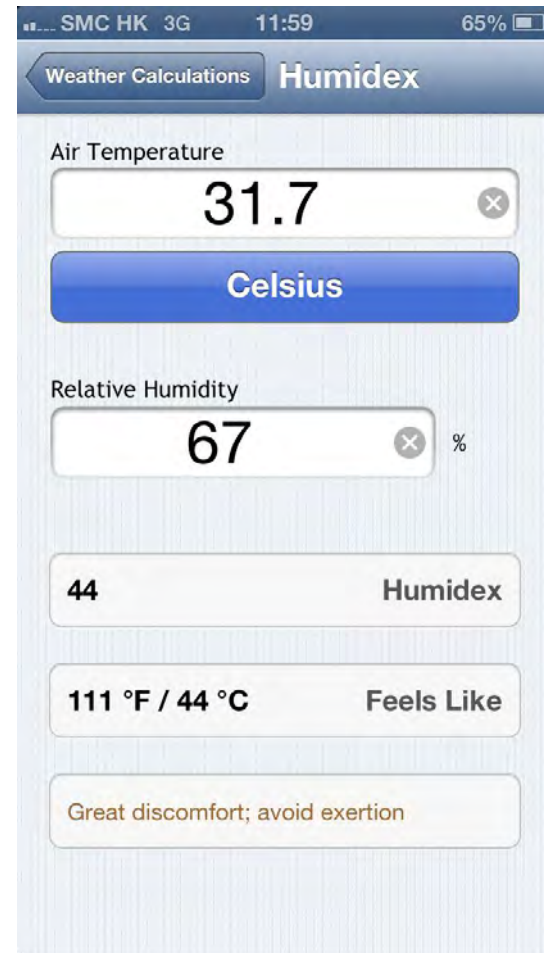 SMC HK 3G 11:59 65%
Weather Calculations Humidex
Air Temperature
31.7
Celsius
Relative Humidity
67 %
44 Humidex
111 °F / 44 °C Feels Like
Great discomfort; avoid exertion